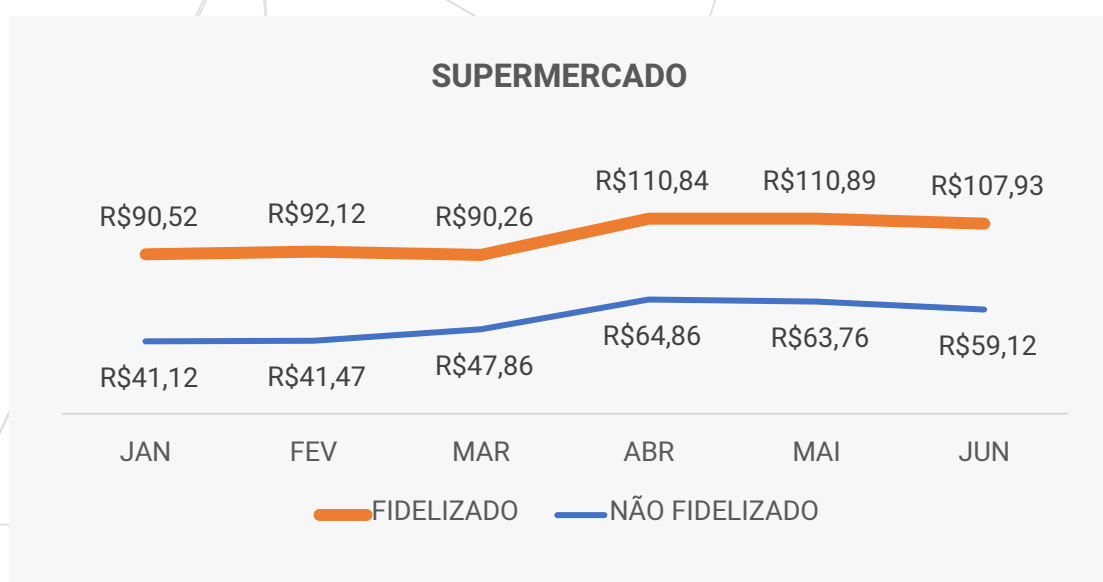 SUPERMERCADO
R$90,52 R$92,12 R$90,26 R$110,84 R$110,89 R$107,93
R$41,12 R$41,47 R$47,86 R$64,86 R$63,76 R$59,12
JAN FEV MAR ABR MAI JUN
FIDELIZADO NÃO FIDELIZADO